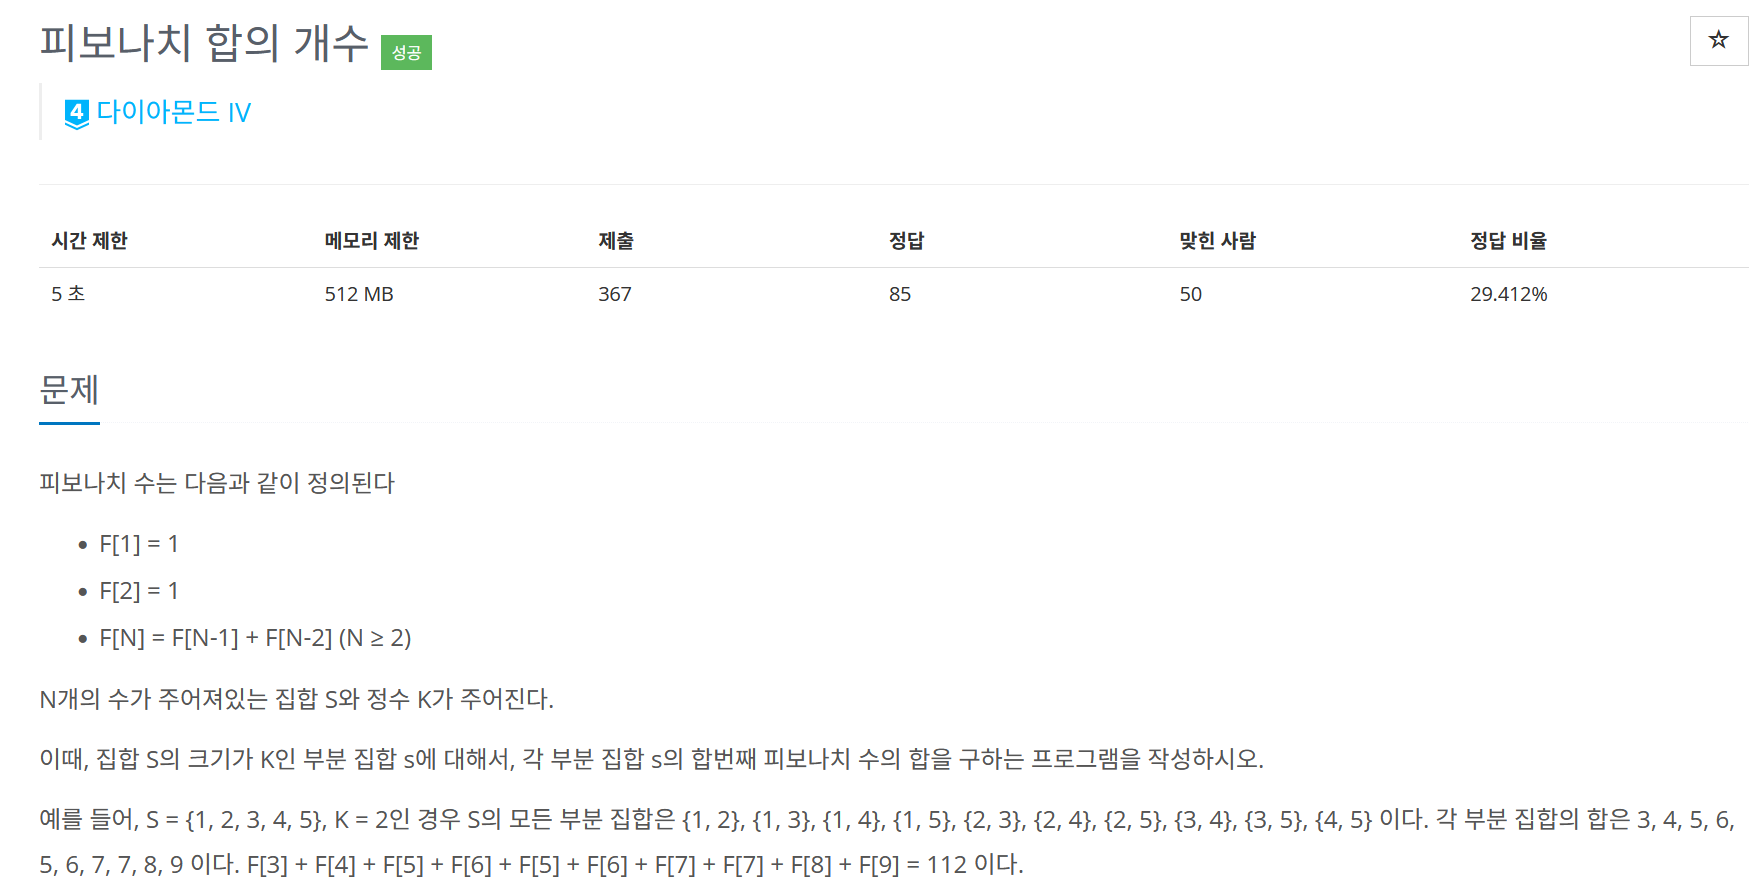 피보나치 합의 개수 성공
4 다이아몬드 IV
시간 제한 메모리 제한 제출 정답 맞힌 사람 정답 비율
5 초 512 MB 367 85 50 29.412%
문제
피보나치 수는 다음과 같이 정의된다
• F[1] = 1
• F[2] = 1
• F[N] = F[N-1] + F[N-2] (N ≥ 2)
N개의 수가 주어져있는 집합 S와 정수 K가 주어진다.
이때, 집합 S의 크기가 K인 부분 집합 s에 대해서, 각 부분 집합 s의 합번째 피보나치 수의 합을 구하는 프로그램을 작성하시오.
예를 들어, S = {1, 2, 3, 4, 5}, K = 2인 경우 S의 모든 부분 집합은 {1, 2}, {1, 3}, {1, 4}, {1, 5}, {2, 3}, {2, 4}, {2, 5}, {3, 4}, {3, 5}, {4, 5} 이다. 각 부분 집합의 합은 3, 4, 5, 6,
5, 6, 7, 7, 8, 9 이다. F[3] + F[4] + F[5] + F[6] + F[5] + F[6] + F[7] + F[7] + F[8] + F[9] = 112 이다.